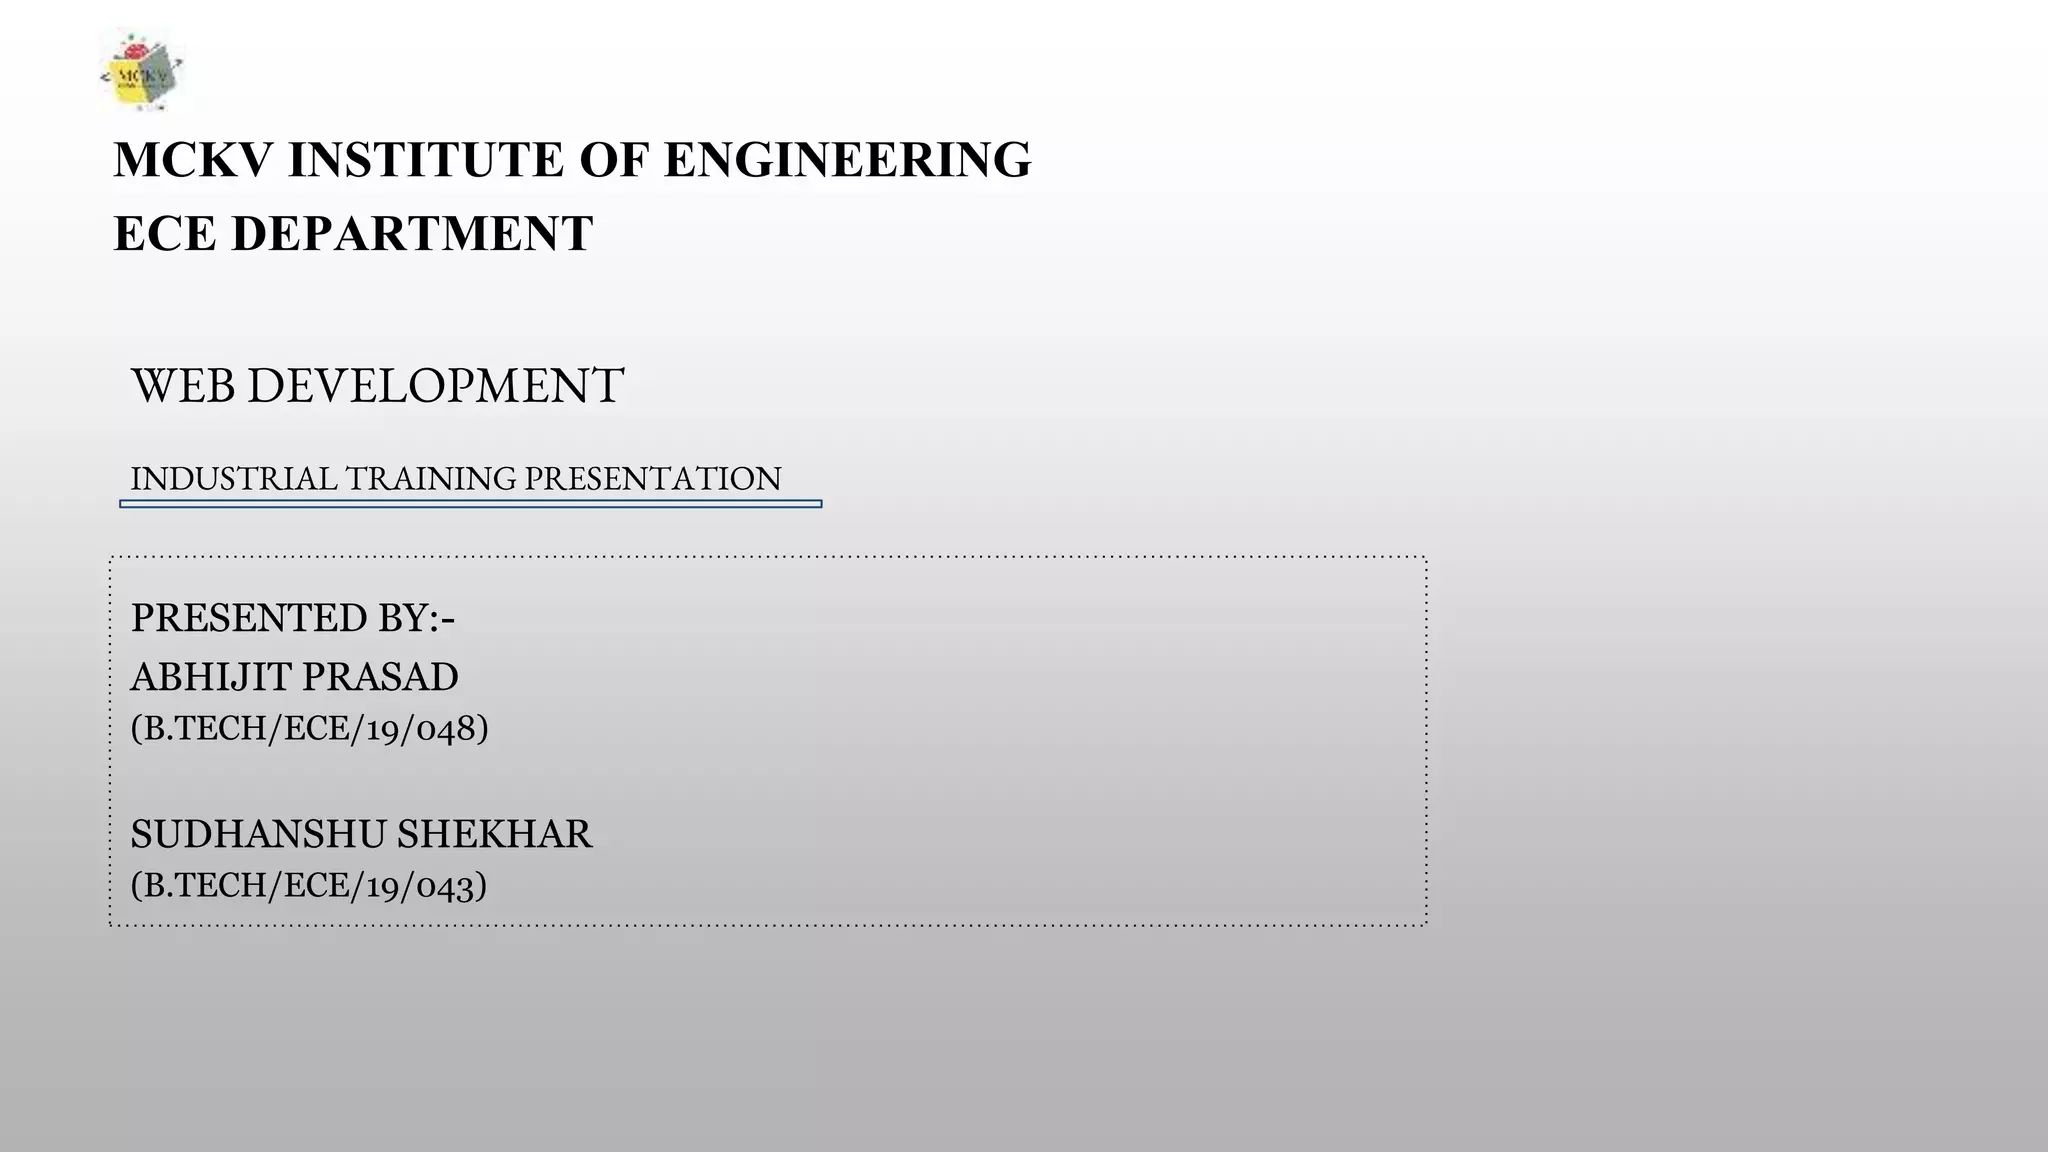 MCKV
MCKV INSTITUTE OF ENGINEERING
ECE DEPARTMENT
WEB DEVELOPMENT
INDUSTRIAL TRAINING PRESENTATION
PRESENTED BY:-
ABHIJIT PRASAD
(B.TECH/ECE/19/048)
SUDHANSHU SHEKHAR
(B.TECH/ECE/19/043)